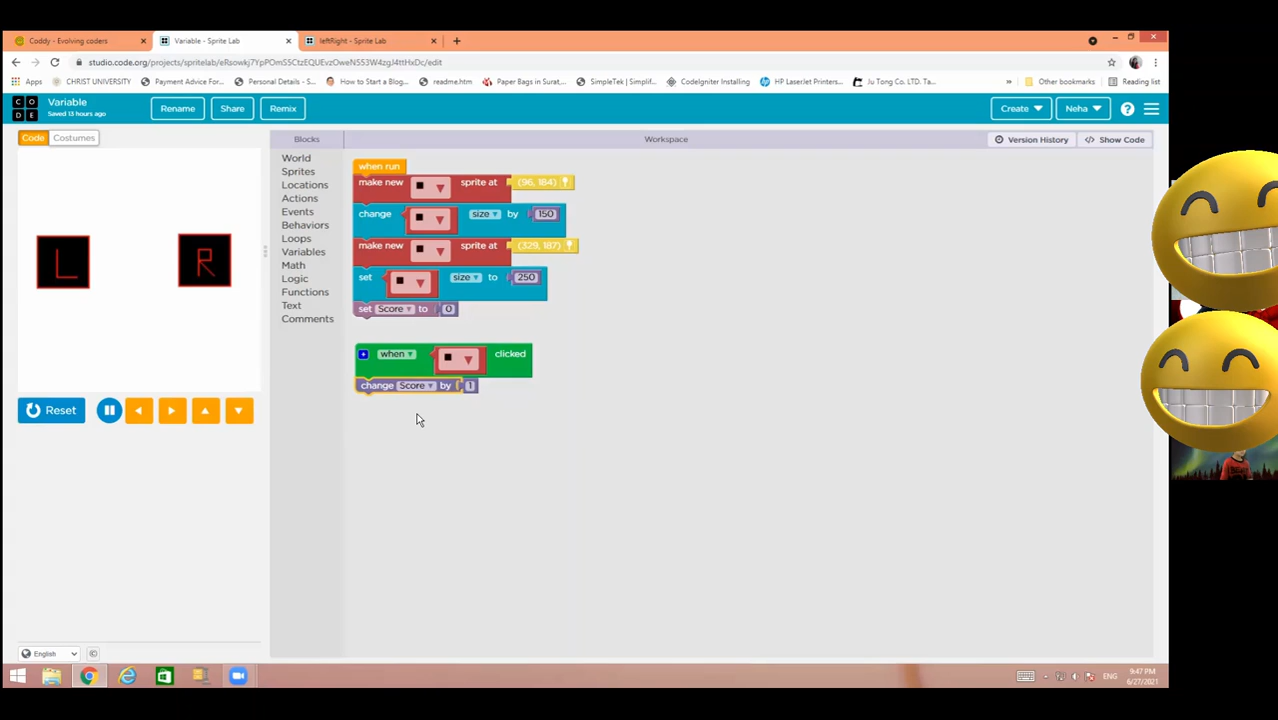 Coddy - Evolving coders
Variable - Sprite Lab
leftRight - Sprite Lab
studio.code.org/projects/spritelab/eRsowkj7YpPOmS5CtzEQUEvzOweN553W4zgJ4ttHxDc/edit
Apps CHRIST UNIVERSITY Payment Advice For... Personal Details - S... How to Start a Blog... readme.htm Paper Bags in Surat,... SimpleTek | Simplif... CodeIgniter Installing HP LaserJet Printers... Ju Tong Co. LTD. Ta... » Other bookmarks Reading list
CO
DE
Variable
Saved 13 hours ago
Rename Share Remix Create Neha ?
Code Costumes Blocks Workspace Version History </> Show Code
World
Sprites
Locations
Actions
Events
Behaviors
Loops
Variables
Math
Logic
Functions
Text
Comments
when run
make new sprite at (96, 184)
change size by 150
make new sprite at (329, 187)
set size to 250
set Score to 0
when clicked
change Score by 1
L R
Reset
English ©
ENG
9:47 PM
6/27/2021